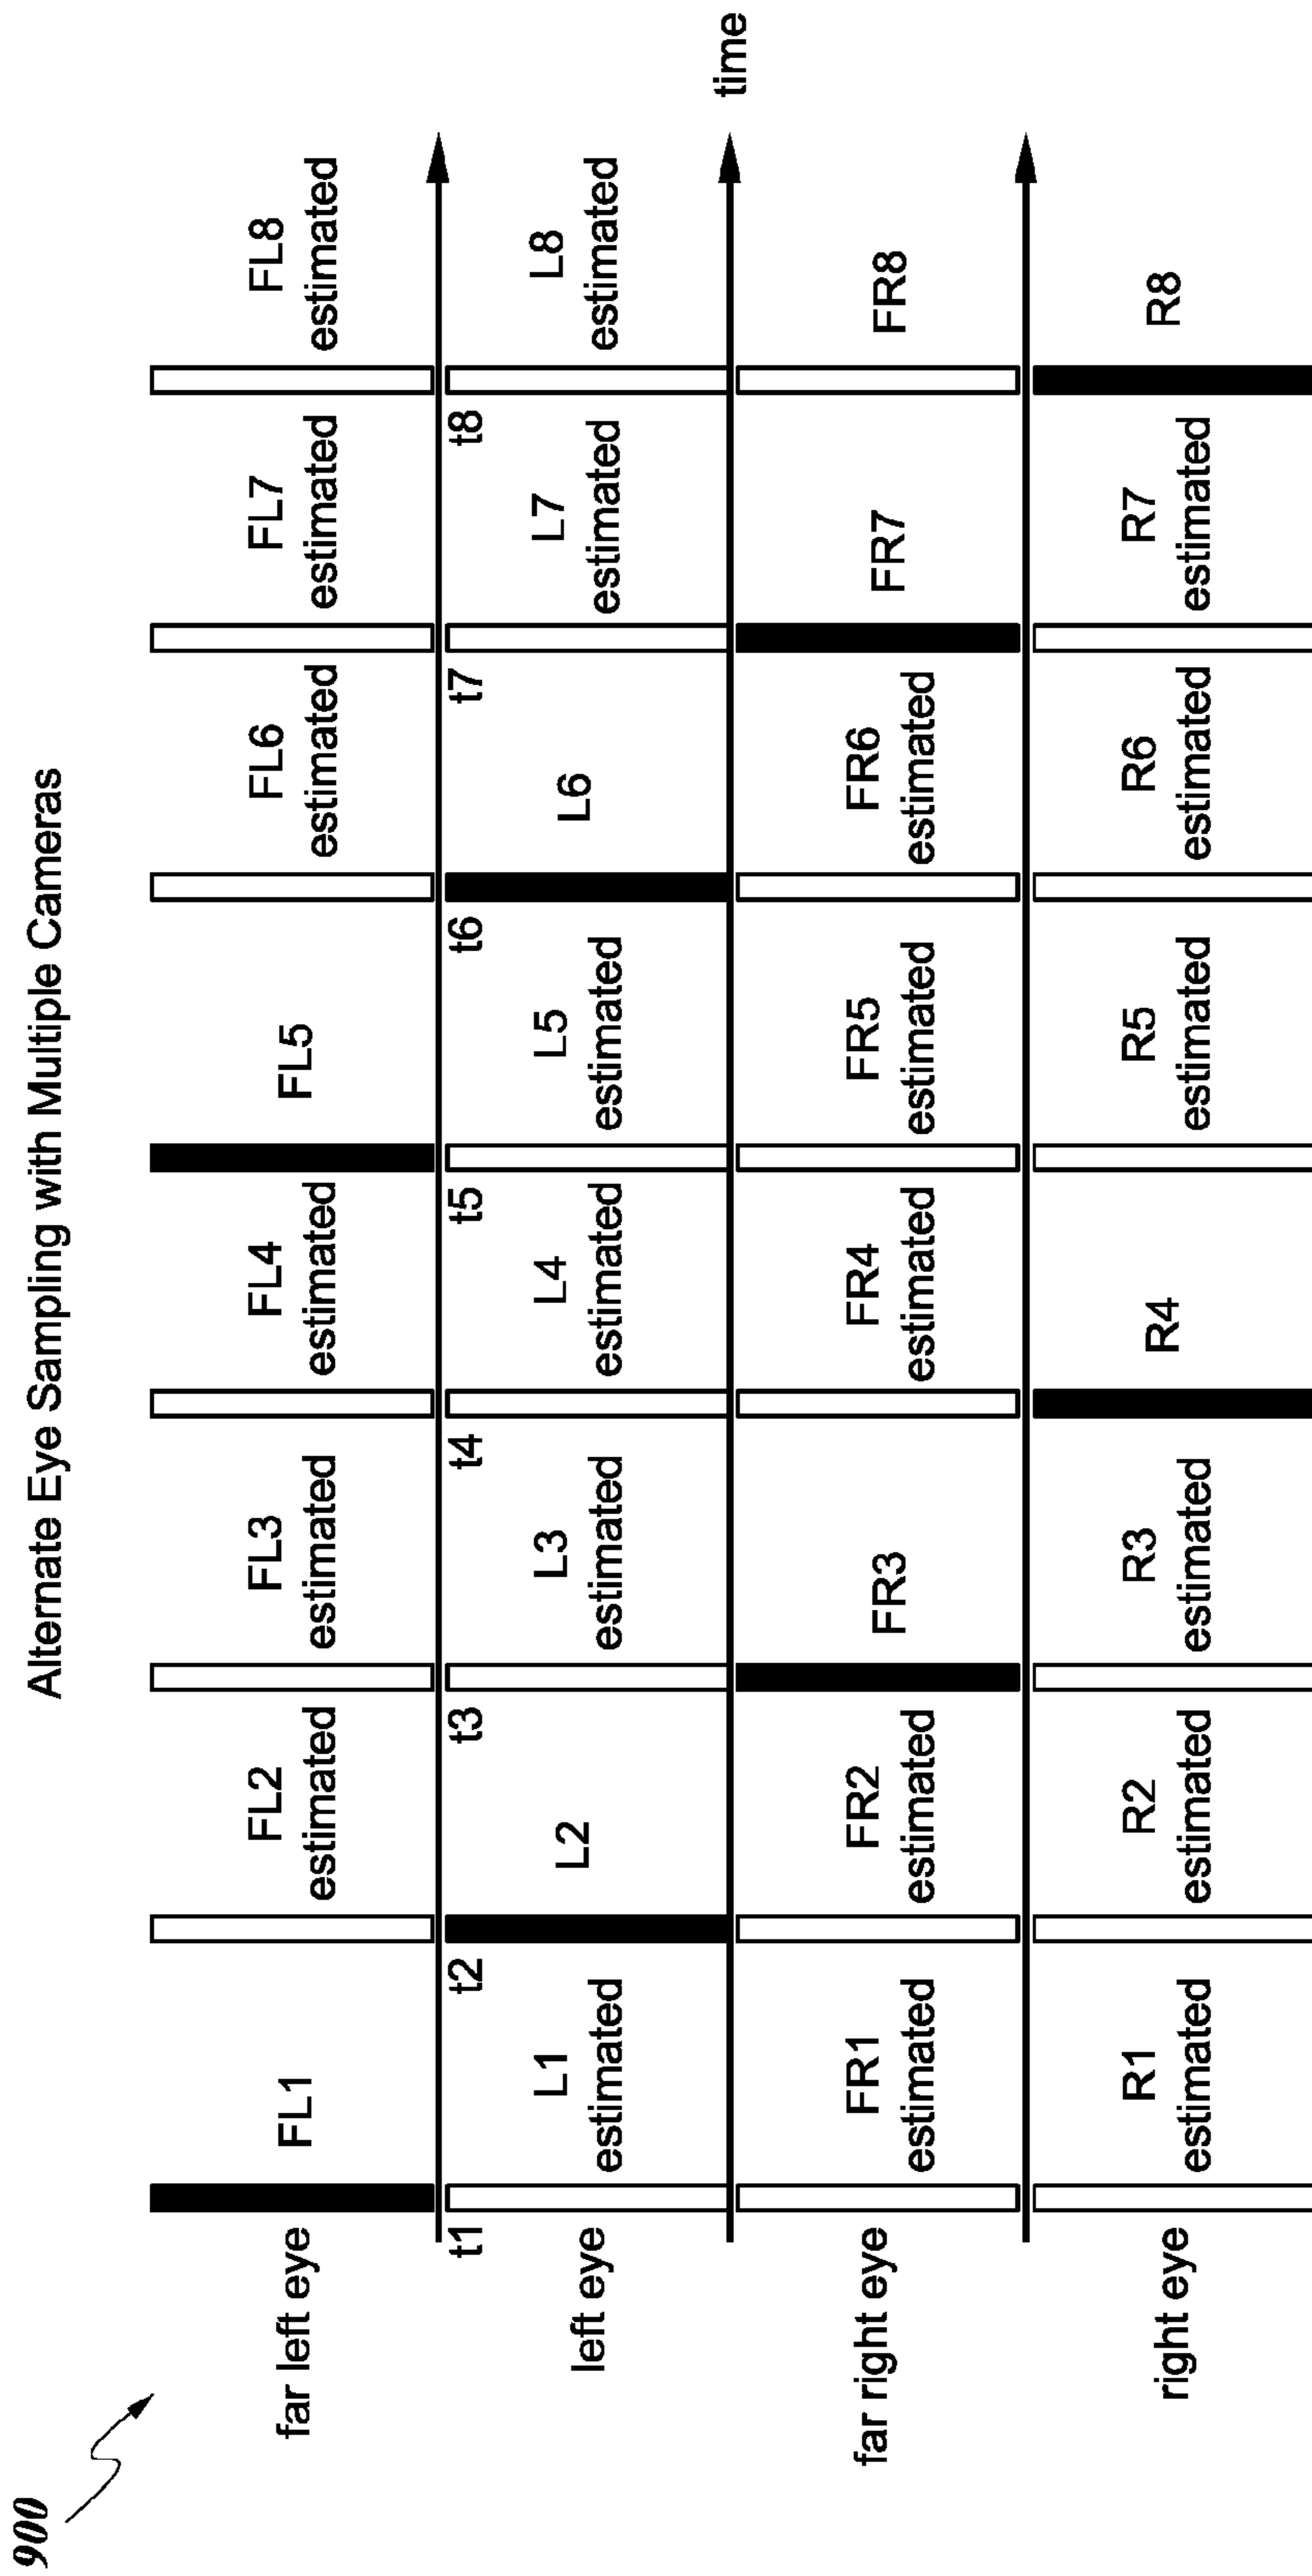 900
Alternate Eye Sampling with Multiple Cameras
far left eye
FL1
FL2
estimated
FL3
estimated
FL4
estimated
FL5
FL6
estimated
FL7
estimated
FL8
estimated
t1
t2
t3
t4
t5
t6
t7
t8
left eye
L1
estimated
L2
L3
estimated
L4
estimated
L5
estimated
L6
L7
estimated
L8
estimated
time
far right eye
FR1
estimated
FR2
estimated
FR3
FR4
estimated
FR5
estimated
FR6
estimated
FR7
FR8
right eye
R1
estimated
R2
estimated
R3
estimated
R4
R5
estimated
R6
estimated
R7
estimated
R8